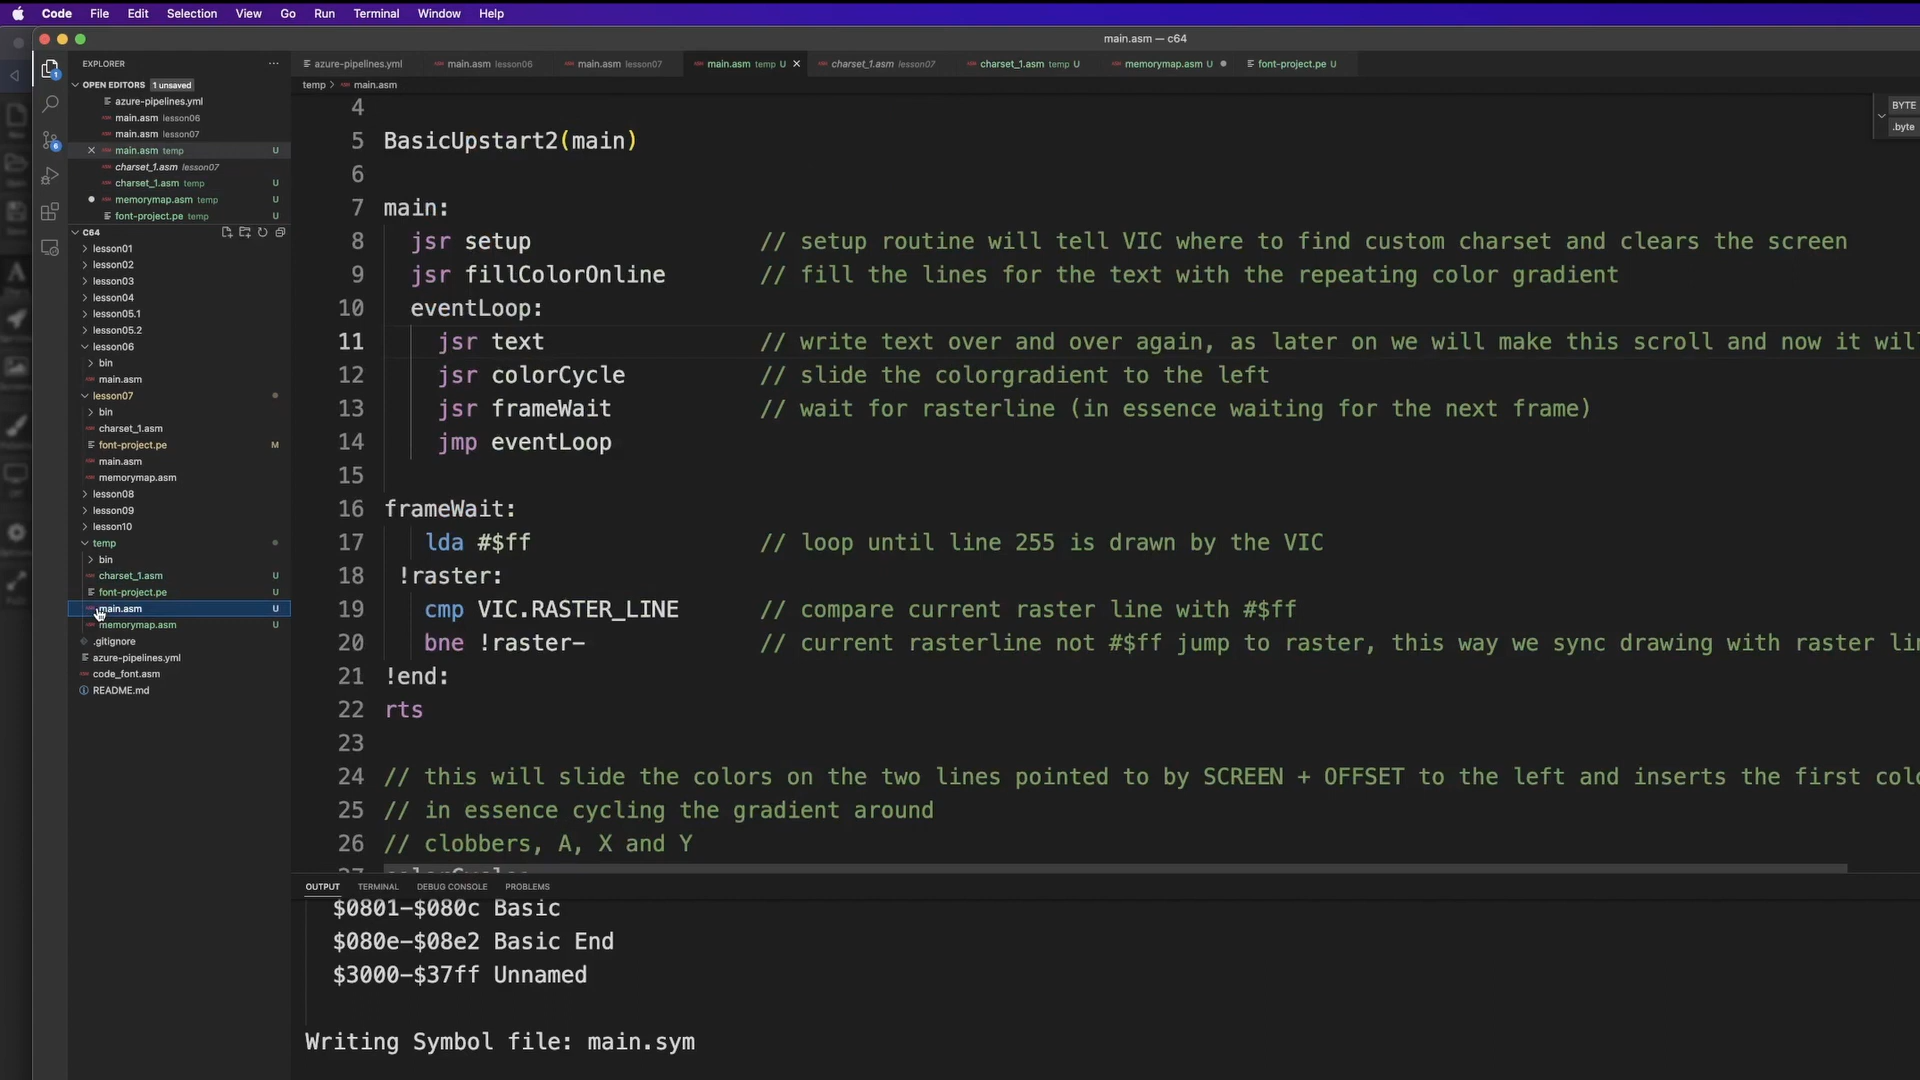 Code File Edit Selection View Go Run Terminal Window Help
main.asm — c64
EXPLORER
azure-pipelines.yml main.asm lesson06 main.asm lesson07 main.asm temp U charset_1.asm lesson07 charset_1.asm temp U memorymap.asm U font-project.pe U
OPEN EDITORS 1 unsaved
temp > main.asm
azure-pipelines.yml
main.asm lesson06
main.asm lesson07
main.asm temp U
charset_1.asm lesson07
charset_1.asm temp U
memorymap.asm temp U
font-project.pe temp U
C64
lesson01
lesson02
lesson03
lesson04
lesson05.1
lesson05.2
lesson06
bin
main.asm
lesson07
bin
charset_1.asm
font-project.pe M
main.asm
memorymap.asm
lesson08
lesson09
lesson10
temp
bin
charset_1.asm U
font-project.pe U
main.asm U
memorymap.asm U
.gitignore
azure-pipelines.yml
code_font.asm
README.md
BYTE
.byte
4
5 BasicUpstart2(main)
6
7 main:
8 jsr setup // setup routine will tell VIC where to find custom charset and clears the screen
9 jsr fillColorOnline // fill the lines for the text with the repeating color gradient
10 eventLoop:
11 jsr text // write text over and over again, as later on we will make this scroll and now it wil
12 jsr colorCycle // slide the colorgradient to the left
13 jsr frameWait // wait for rasterline (in essence waiting for the next frame)
14 jmp eventLoop
15
16 frameWait:
17 lda #$ff // loop until line 255 is drawn by the VIC
18 !raster:
19 cmp VIC.RASTER_LINE // compare current raster line with #$ff
20 bne !raster- // current rasterline not #$ff jump to raster, this way we sync drawing with raster li
21 !end:
22 rts
23
24 // this will slide the colors on the two lines pointed to by SCREEN + OFFSET to the left and inserts the first col
25 // in essence cycling the gradient around
26 // clobbers, A, X and Y
OUTPUT TERMINAL DEBUG CONSOLE PROBLEMS
$0801-$080c Basic
$080e-$08e2 Basic End
$3000-$37ff Unnamed
Writing Symbol file: main.sym